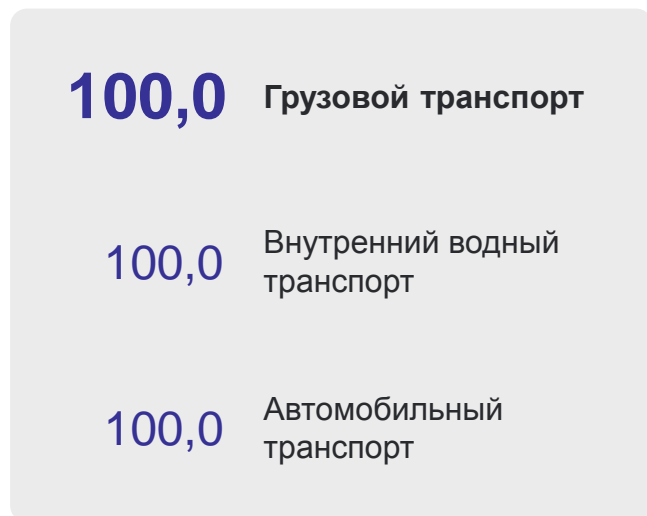 100,0 Грузовой транспорт
100,0 Внутренний водный
транспорт
100,0 Автомобильный
транспорт